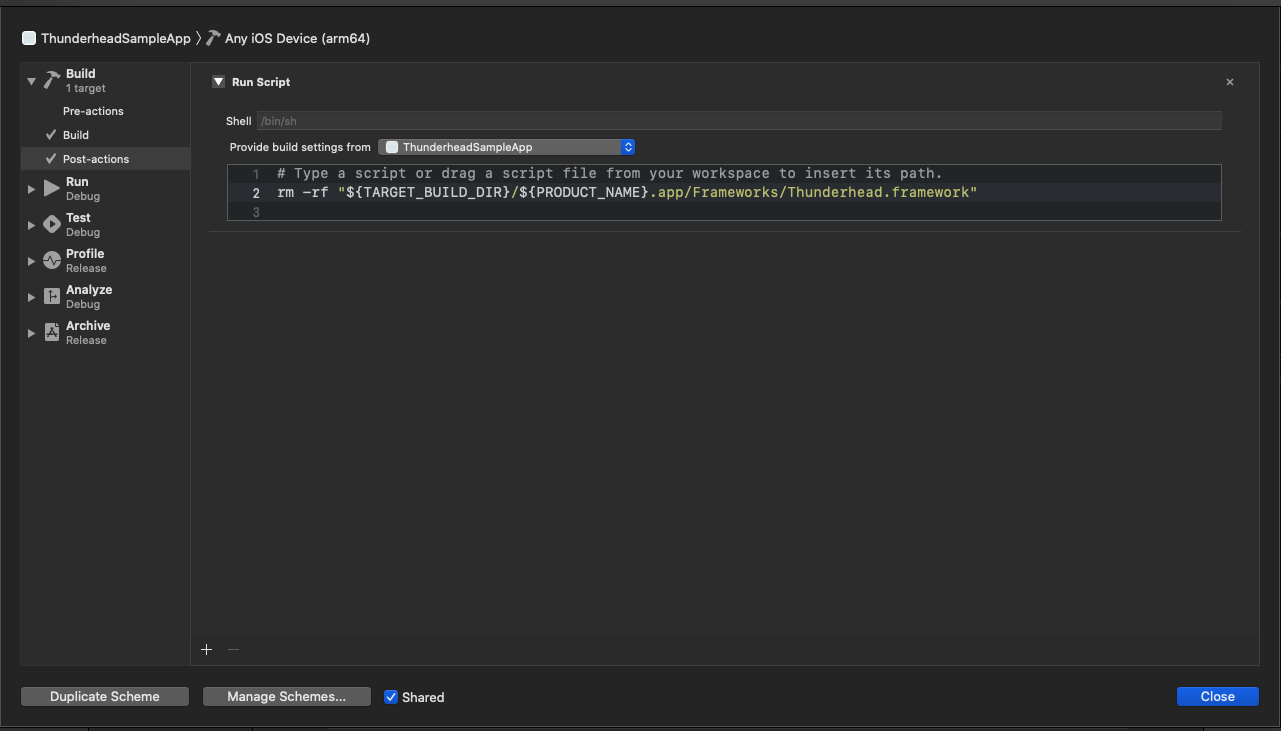 ThunderheadSampleApp 〉 Any iOS Device (arm64)
Build
1 target
Pre-actions
Build
Post-actions
Run
Debug
Test
Debug
Profile
Release
Analyze
Debug
Archive
Release
Run Script
Shell /bin/sh
Provide build settings from ThunderheadSampleApp
1 # Type a script or drag a script file from your workspace to insert its path.
2 rm -rf "${TARGET_BUILD_DIR}/${PRODUCT_NAME}.app/Frameworks/Thunderhead.framework"
3
Duplicate Scheme Manage Schemes... Shared Close